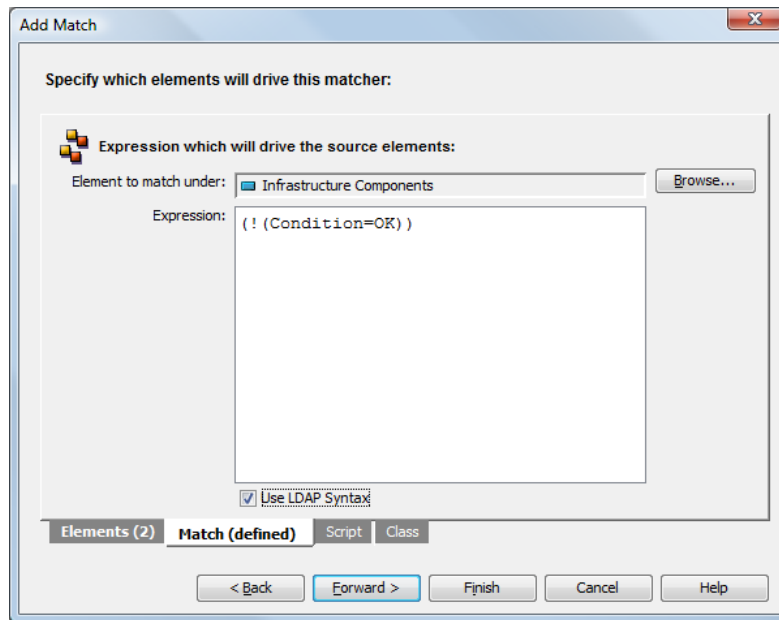 Add Match
Specify which elements will drive this matcher:
Expression which will drive the source elements:
Element to match under: Infrastructure Components Browse...
Expression: (!(Condition=OK))
Use LDAP Syntax
Elements (2) Match (defined) Script Class
< Back Forward > Finish Cancel Help